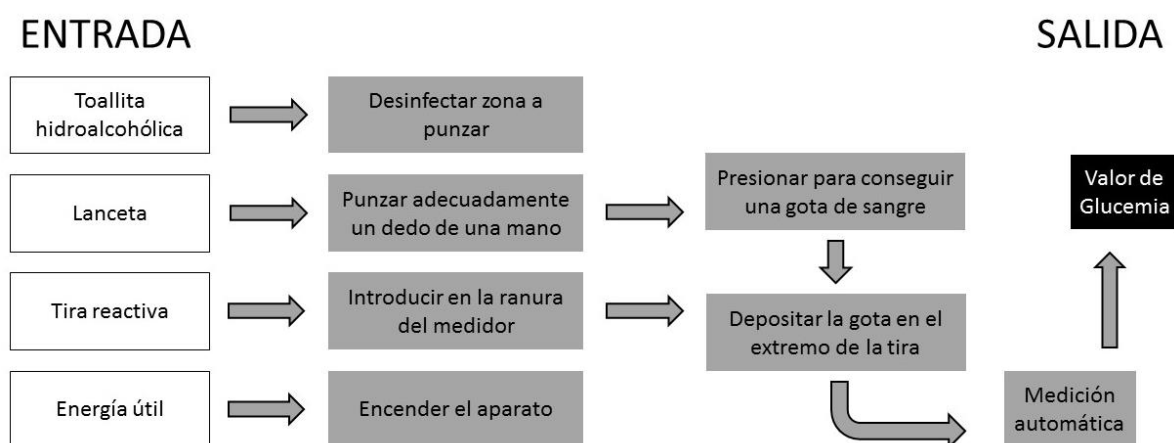 ENTRADA
SALIDA
Toallita
hidroalcohólica
Desinfectar zona a
punzar
Lanceta
Punzar adecuadamente
un dedo de una mano
Presionar para conseguir
una gota de sangre
Valor de
Glucemia
Tira reactiva
Introducir en la ranura
del medidor
Depositar la gota en el
extremo de la tira
Energía útil
Encender el aparato
Medición
automática